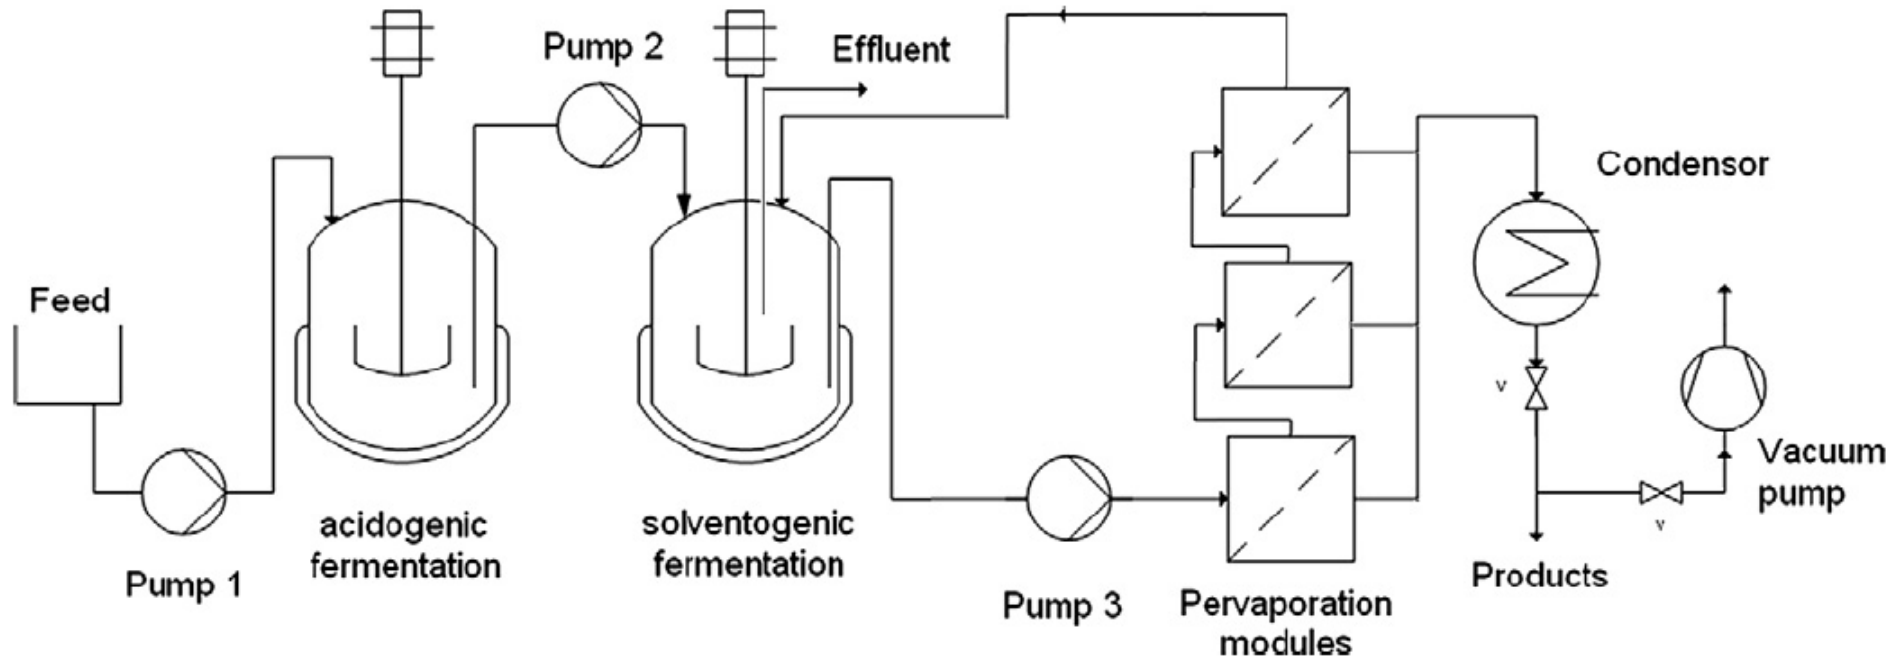 Pump 2
Effluent
Condensor
Feed
v
Vacuum
pump
v
acidogenic
fermentation
solventogenic
fermentation
Pump 1
Pump 3
Pervaporation
modules
Products